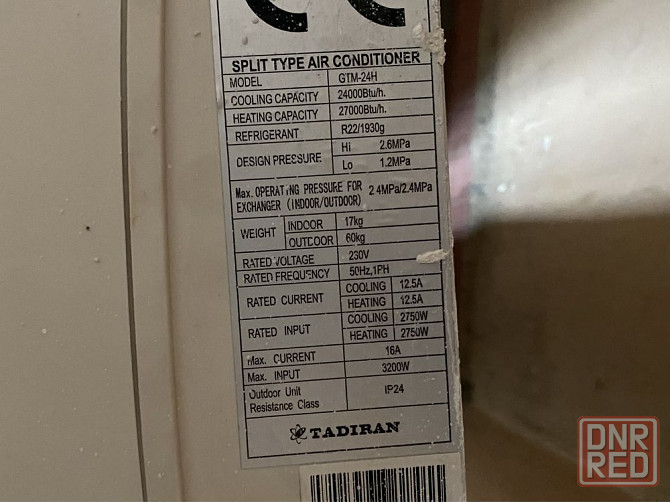 CE
SPLIT TYPE AIR CONDITIONER
MODEL GTM-24H
COOLING CAPACITY 24000Btu/h.
HEATING CAPACITY 27000Btu/h.
REFRIGERANT R22/1930g
DESIGN PRESSURE Hi 2.6MPa
Lo 1.2MPa
Max. OPERATING PRESSURE FOR EXCHANGER (INDOOR/OUTDOOR) 2.4MPa/2.4MPa
WEIGHT INDOOR 17kg
OUTDOOR 60kg
RATED VOLTAGE 230V
RATED FREQUENCY 50Hz,1PH
RATED CURRENT COOLING 12.5A
HEATING 12.5A
RATED INPUT COOLING 2750W
HEATING 2750W
Max. CURRENT 16A
Max. INPUT 3200W
Outdoor Unit Resistance Class IP24
TADIRAN
DNR
RED